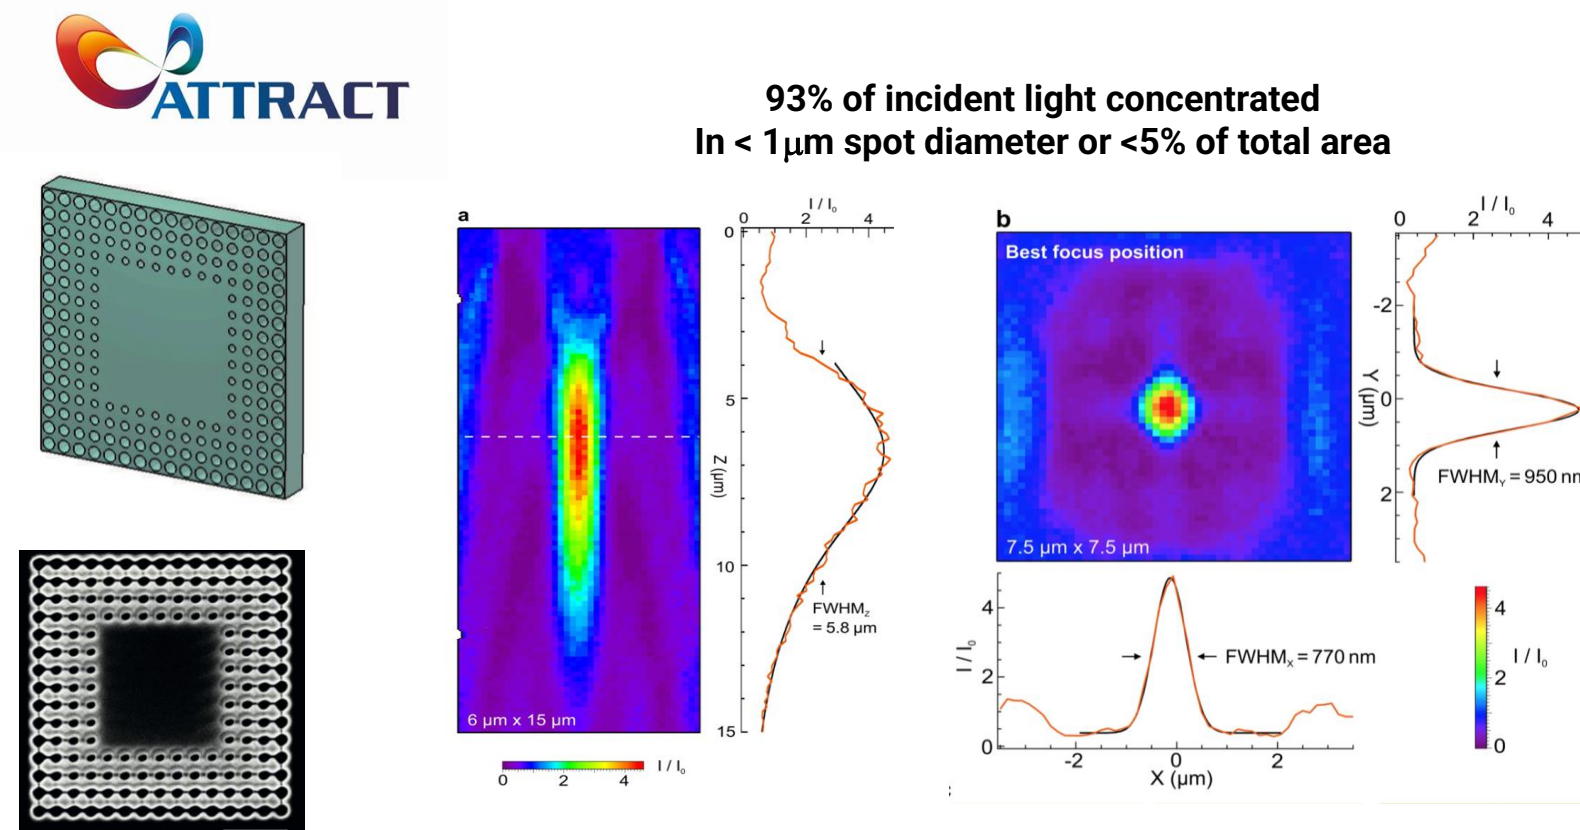 ATTRACT
93% of incident light concentrated
In < 1μm spot diameter or <5% of total area
a
I / I₀
0 2 4
0
5
10
15
Z (μm)
FWHM_Z
= 5.8 μm
6 μm x 15 μm
0 2 4
I / I₀
b
Best focus position
7.5 μm x 7.5 μm
I / I₀
0 2 4
-2
0
2
Y (μm)
FWHM_Y = 950 nm
I / I₀
4
2
0
FWHM_X = 770 nm
-2 0 2
X (μm)
4
2
0
I / I₀